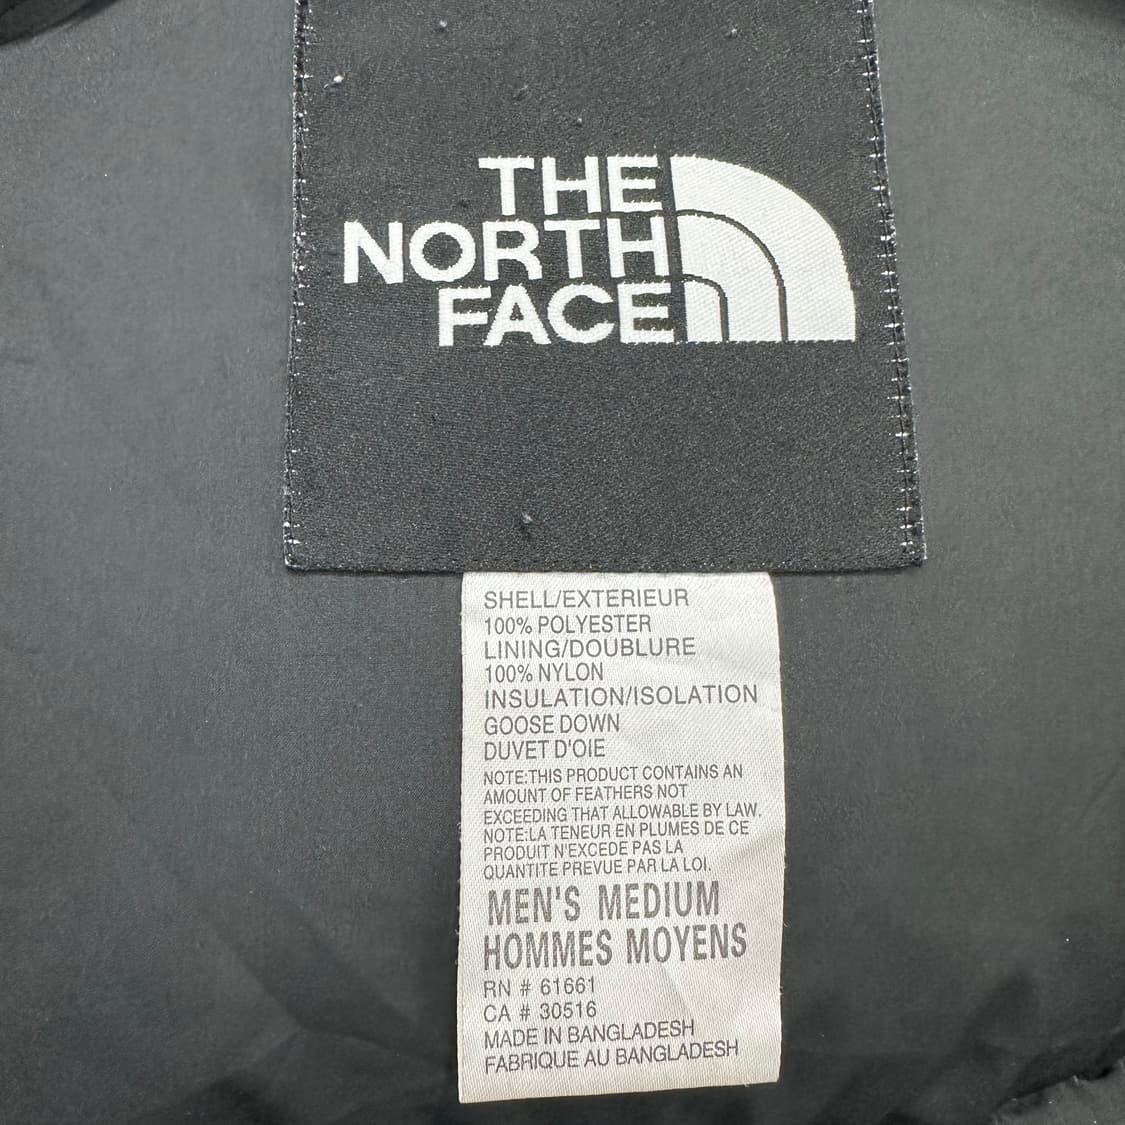 THE
NORTH
FACE
SHELL/EXTERIEUR
100% POLYESTER
LINING/DOUBLURE
100% NYLON
INSULATION/ISOLATION
GOOSE DOWN
DUVET D'OIE
NOTE:THIS PRODUCT CONTAINS AN
AMOUNT OF FEATHERS NOT
EXCEEDING THAT ALLOWABLE BY LAW.
NOTE:LA TENEUR EN PLUMES DE CE
PRODUIT N'EXCEDE PAS LA
QUANTITE PREVUE PAR LA LOI.
MEN'S MEDIUM
HOMMES MOYENS
RN # 61661
CA # 30516
MADE IN BANGLADESH
FABRIQUE AU BANGLADESH